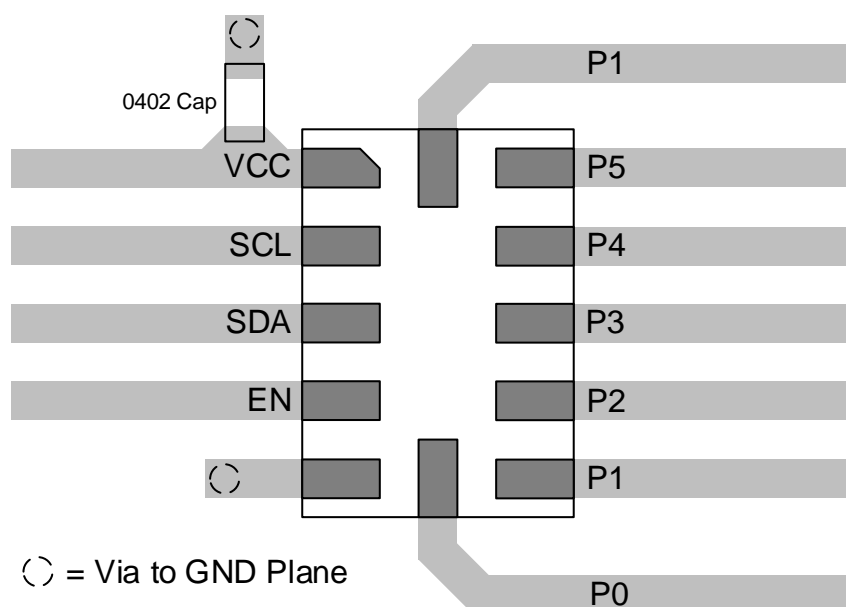 P1
0402 Cap
VCC
P5
SCL
P4
SDA
P3
EN
P2
P1
= Via to GND Plane
P0